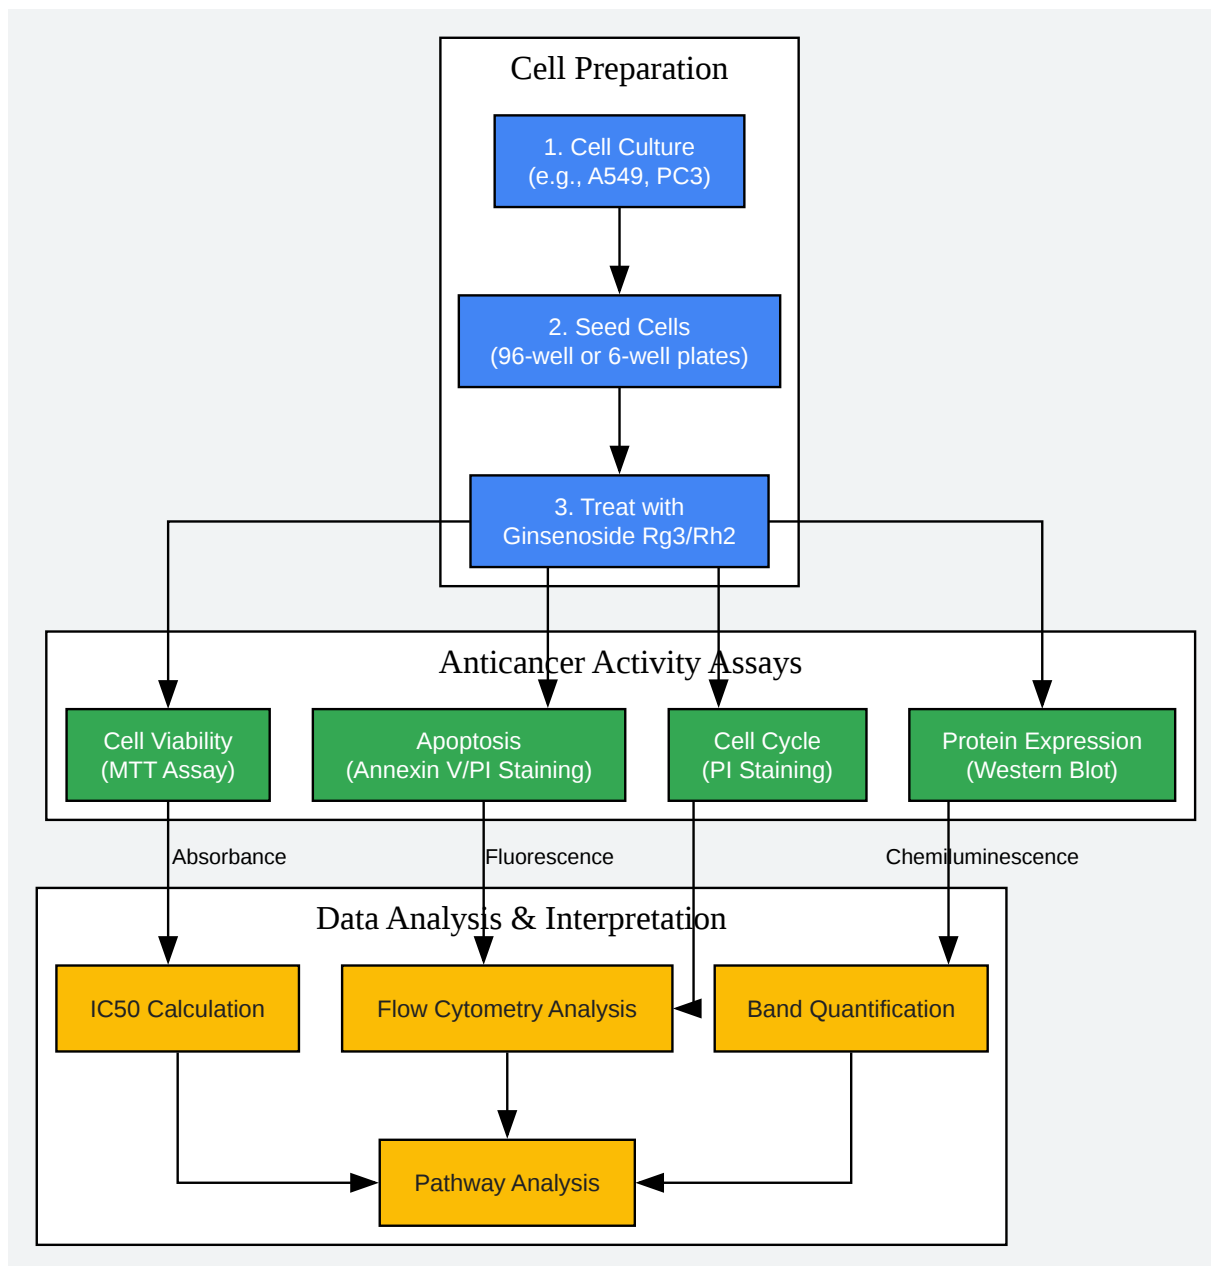 Cell Preparation
1. Cell Culture
(e.g., A549, PC3)
2. Seed Cells
(96-well or 6-well plates)
3. Treat with
Ginsenoside Rg3/Rh2
Anticancer Activity Assays
Cell Viability
(MTT Assay)
Apoptosis
(Annexin V/PI Staining)
Cell Cycle
(PI Staining)
Protein Expression
(Western Blot)
Absorbance
Fluorescence
Chemiluminescence
Data Analysis & Interpretation
IC50 Calculation
Flow Cytometry Analysis
Band Quantification
Pathway Analysis